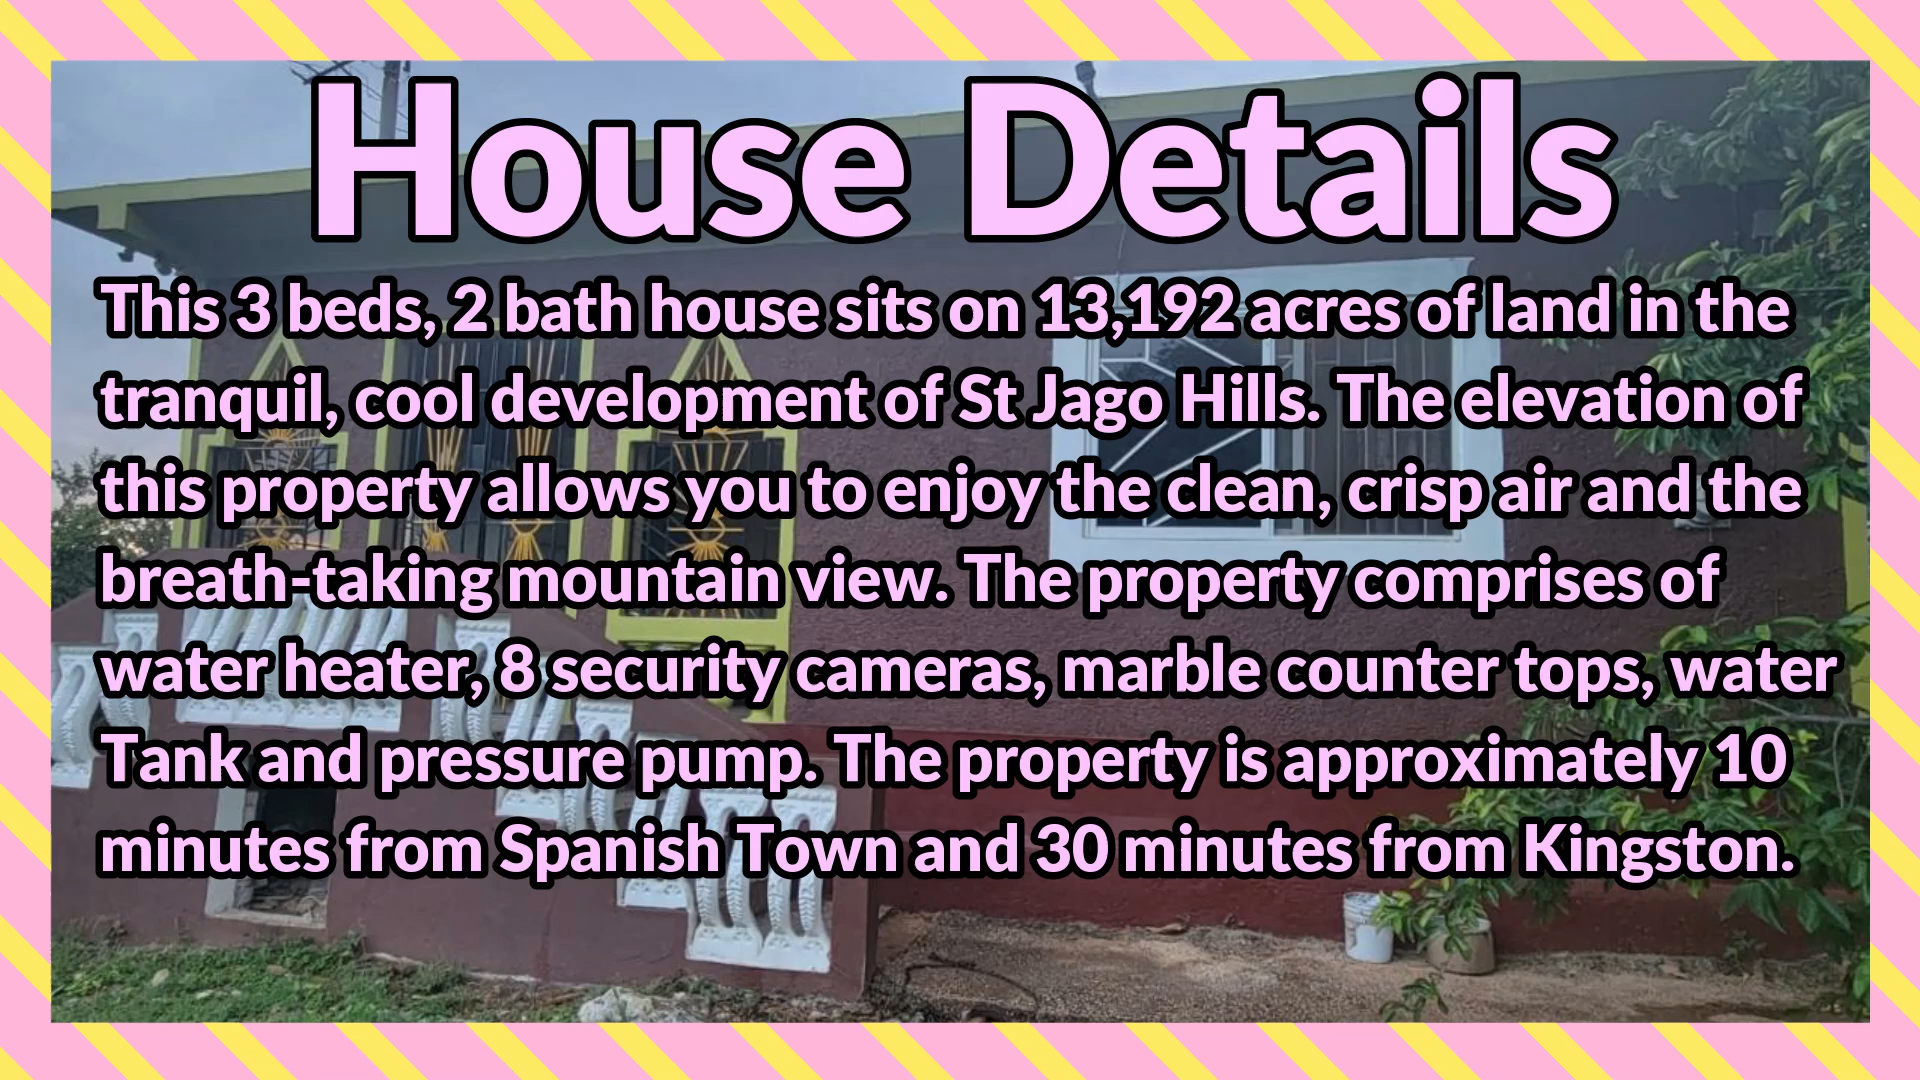 House Details
This 3 beds, 2 bath house sits on 13,192 acres of land in the
tranquil, cool development of St Jago Hills. The elevation of
this property allows you to enjoy the clean, crisp air and the
breath-taking mountain view. The property comprises of
water heater, 8 security cameras, marble counter tops, water
Tank and pressure pump. The property is approximately 10
minutes from Spanish Town and 30 minutes from Kingston.